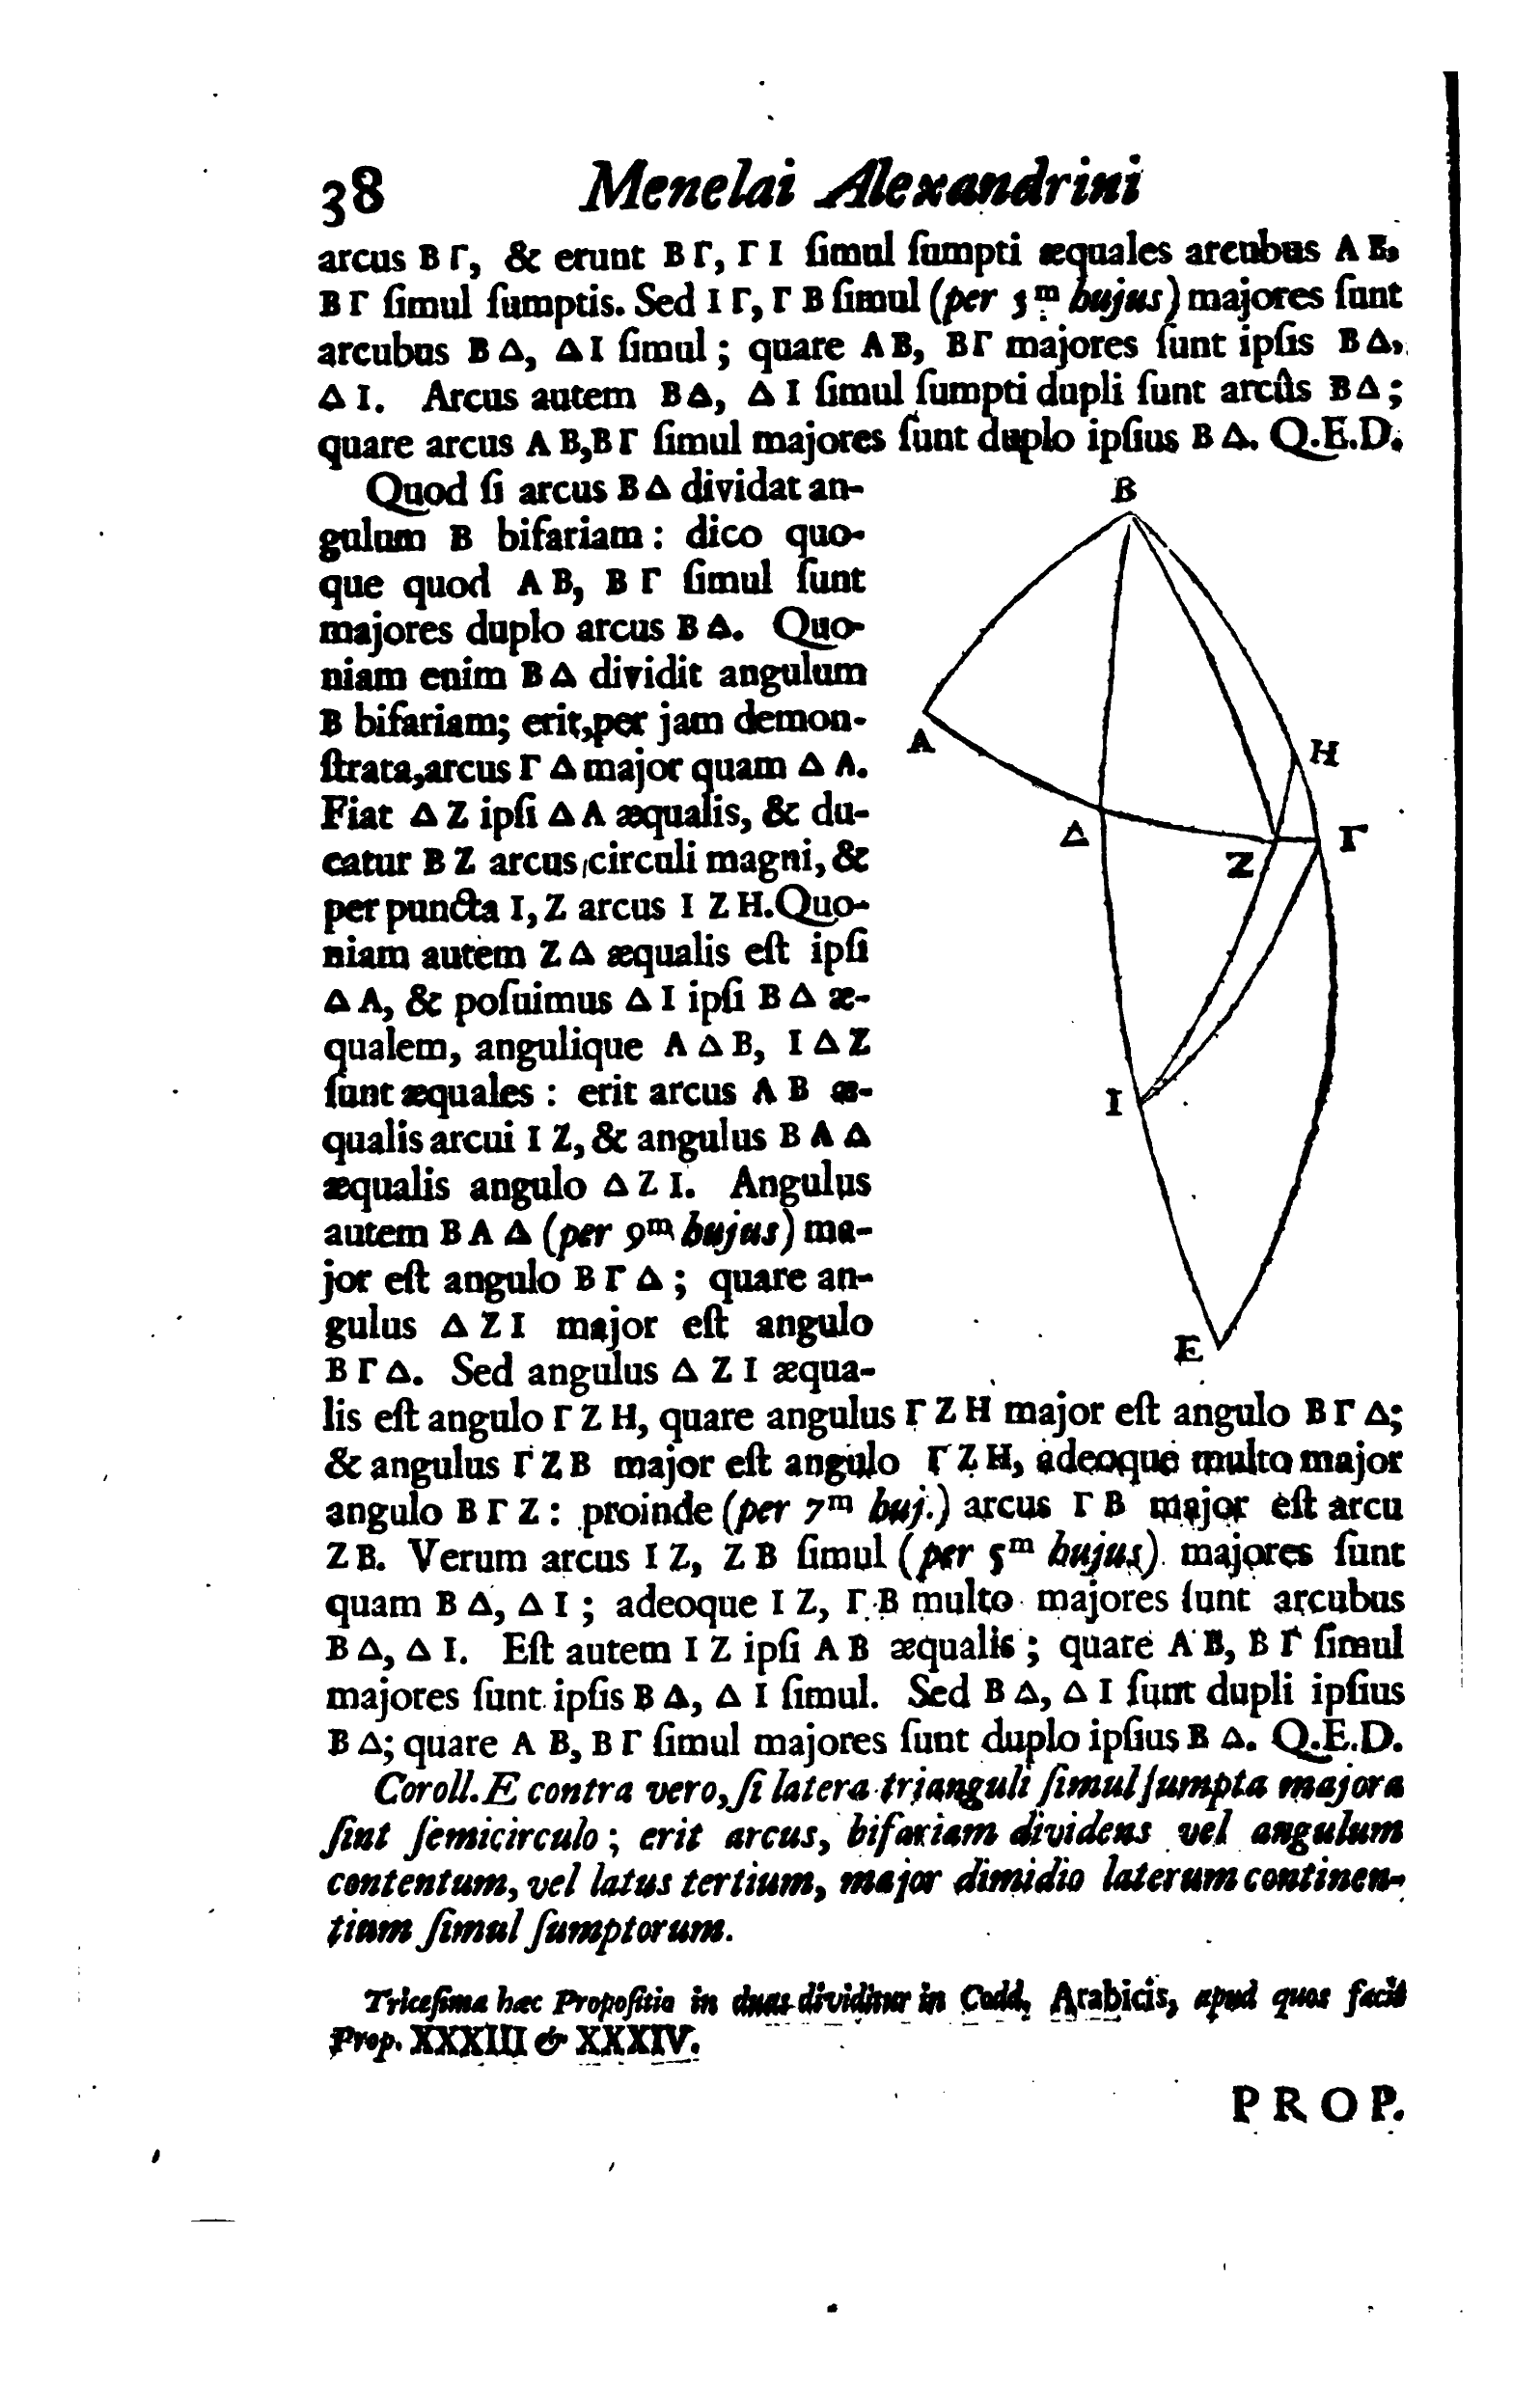 38 Menelai Alexandrini
arcus Β Γ, & erunt Β Γ, Γ Ι ſimul ſumpti æquales arcubus Α Β,
Β Γ ſimul ſumptis. Sed Ι Γ, Γ Β ſimul (per 5m hujus) majores ſunt
arcubus Β Δ, Δ Ι ſimul; quare Α Β, Β Γ majores ſunt ipſis Β Δ,
Δ Ι. Arcus autem Β Δ, Δ Ι ſimul ſumpti dupli ſunt arcûs Β Δ;
quare arcus Α Β, Β Γ ſimul majores ſunt duplo ipſius Β Δ. Q.E.D.
Quod ſi arcus Β Δ dividat an-
gulum Β bifariam: dico quo-
que quod Α Β, Β Γ ſimul ſunt
majores duplo arcus Β Δ. Quo-
niam enim Β Δ dividit angulum
Β bifariam; erit, per jam demon-
ſtrata, arcus Γ Δ major quam Δ Α.
Fiat Δ Ζ ipſi Δ Α æqualis, & du-
catur Β Ζ arcus circuli magni, &
per puncta Ι, Ζ arcus Ι Ζ Η. Quo-
niam autem Ζ Δ æqualis eſt ipſi
Δ Α, & poſuimus Δ Ι ipſi Β Δ æ-
qualem, angulique Α Δ Β, Ι Δ Ζ
ſunt æquales: erit arcus Α Β æ-
qualis arcui Ι Ζ, & angulus Β Α Δ
æqualis angulo Δ Ζ Ι. Angulus
autem Β Α Δ (per 9m hujus) ma-
jor eſt angulo Β Γ Δ; quare an-
gulus Δ Ζ Ι major eſt angulo
Β Γ Δ. Sed angulus Δ Ζ Ι æqua-
lis eſt angulo Γ Ζ Η, quare angulus Γ Ζ Η major eſt angulo Β Γ Δ;
& angulus Γ Ζ Β major eſt angulo Γ Ζ Η, adeoque multo major
angulo Β Γ Ζ: proinde (per 7m huj.) arcus Γ Β major eſt arcu
Ζ Β. Verum arcus Ι Ζ, Ζ Β ſimul (per 5m hujus) majores ſunt
quam Β Δ, Δ Ι; adeoque Ι Ζ, Γ Β multo majores ſunt arcubus
Β Δ, Δ Ι. Eſt autem Ι Ζ ipſi Α Β æqualis; quare Α Β, Β Γ ſimul
majores ſunt ipſis Β Δ, Δ Ι ſimul. Sed Β Δ, Δ Ι ſunt dupli ipſius
Β Δ; quare Α Β, Β Γ ſimul majores ſunt duplo ipſius Β Δ. Q.E.D.
Coroll. E contra vero, ſi latera trianguli ſimul ſumpta majora
ſint ſemicirculo; erit arcus, bifariam dividens vel angulum
contentum, vel latus tertium, major dimidio laterum continen-
tium ſimul ſumptorum.
Triceſima hæc Propoſitio in duas dividitur in Codd. Arabicis, apud quos facit
Prop. XXXIII & XXXIV.
PROP.
Β
Α
Η
Δ
Ζ
Γ
Ι
Ε